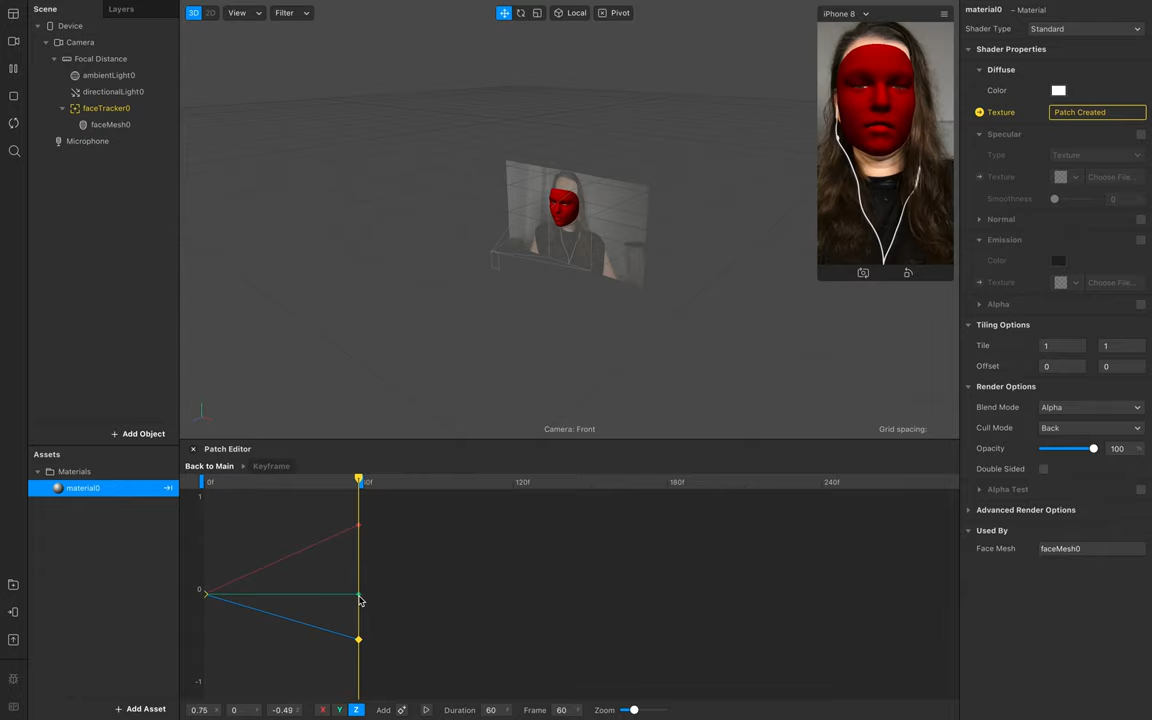 Scene
Layers
Device
Camera
Focal Distance
ambientLight0
directionalLight0
faceTracker0
faceMesh0
Microphone
Add Object
Assets
Materials
material0
Add Asset
3D 2D View Filter
Local Pivot
iPhone 8
Camera: Front
Grid spacing:
Patch Editor
Back to Main Keyframe
0f 60f 120f 180f 240f
1
0
-1
0.75 0 -0.49 X Y Z Add Duration 60 Frame 60 Zoom
material0 – Material
Shader Type Standard
Shader Properties
Diffuse
Color
Texture Patch Created
Specular
Type Texture
Texture Choose File...
Smoothness 0
Normal
Emission
Color
Texture Choose File...
Alpha
Tiling Options
Tile 1 1
Offset 0 0
Render Options
Blend Mode Alpha
Cull Mode Back
Opacity 100 %
Double Sided
Alpha Test
Advanced Render Options
Used By
Face Mesh faceMesh0